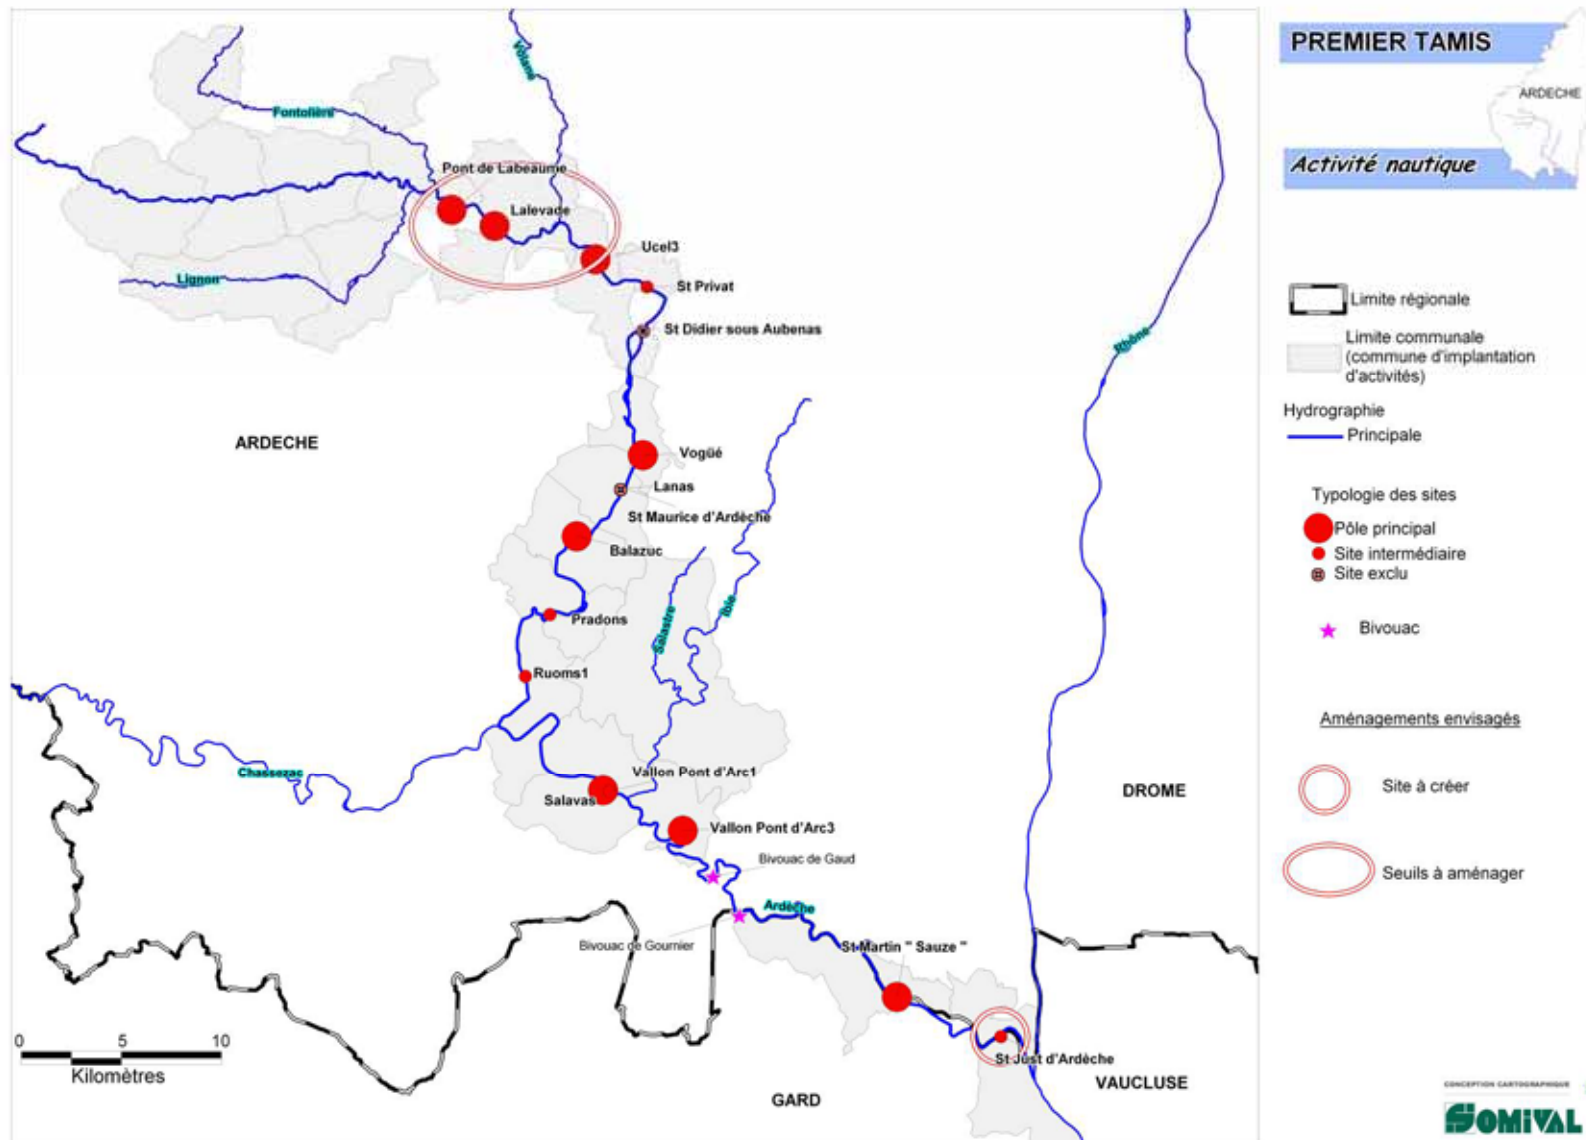 PREMIER TAMIS
ARDECHE
Activité nautique
Volane
Fontolière
Pont de Labeaume
Lalevade
Ucel3
Lignon
St Privat
St Didier sous Aubenas
Rhône
ARDECHE
Vogüé
Lanas
St Maurice d'Ardèche
Balazuc
Salastre
Ibie
Pradons
Ruoms1
Chassezac
Vallon Pont d'Arc1
Salavas
DROME
Vallon Pont d'Arc3
Bivouac de Gaud
Ardèche
Bivouac de Gournier
St Martin " Sauze "
St Just d'Ardèche
VAUCLUSE
GARD
0 5 10
Kilomètres
Limite régionale
Limite communale
(commune d'implantation
d'activités)
Hydrographie
Principale
Typologie des sites
Pôle principal
Site intermédiaire
Site exclu
Bivouac
Aménagements envisagés
Site à créer
Seuils à aménager
CONCEPTION CARTOGRAPHIQUE
SOMIVAL